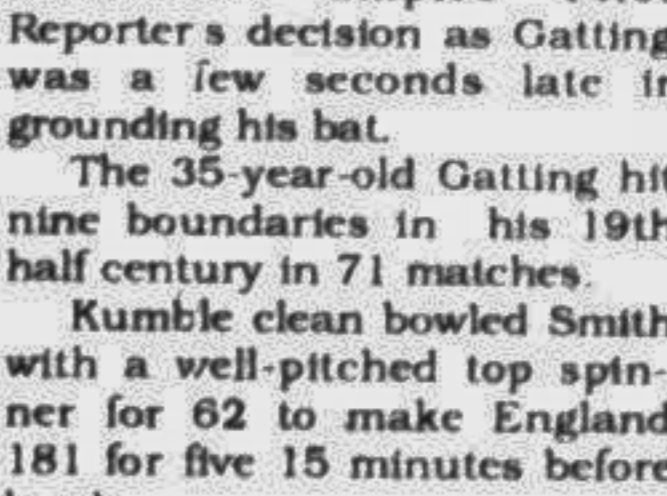 Reporter s decision as Gatting
was a few seconds late in
grounding his bat.
The 35-year-old Gatting hit
nine boundaries in his 19th
half century in 71 matches.
Kumble clean bowled Smith
with a well-pitched top spin-
ner for 62 to make England
181 for five 15 minutes before